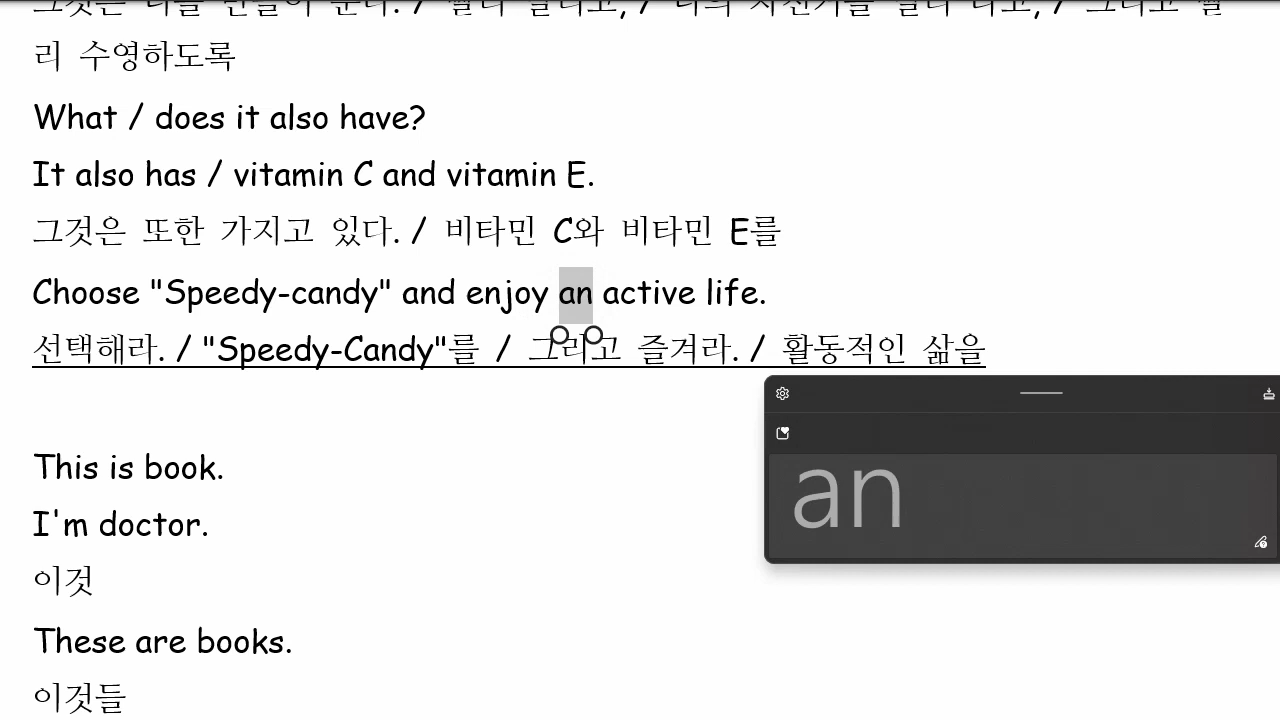 리 수영하도록
What / does it also have?
It also has / vitamin C and vitamin E.
그것은 또한 가지고 있다. / 비타민 C와 비타민 E를
Choose "Speedy-candy" and enjoy an active life.
선택해라. / "Speedy-Candy"를 / 그리고 즐겨라. / 활동적인 삶을
an
This is book.
I'm doctor.
이것
These are books.
이것들